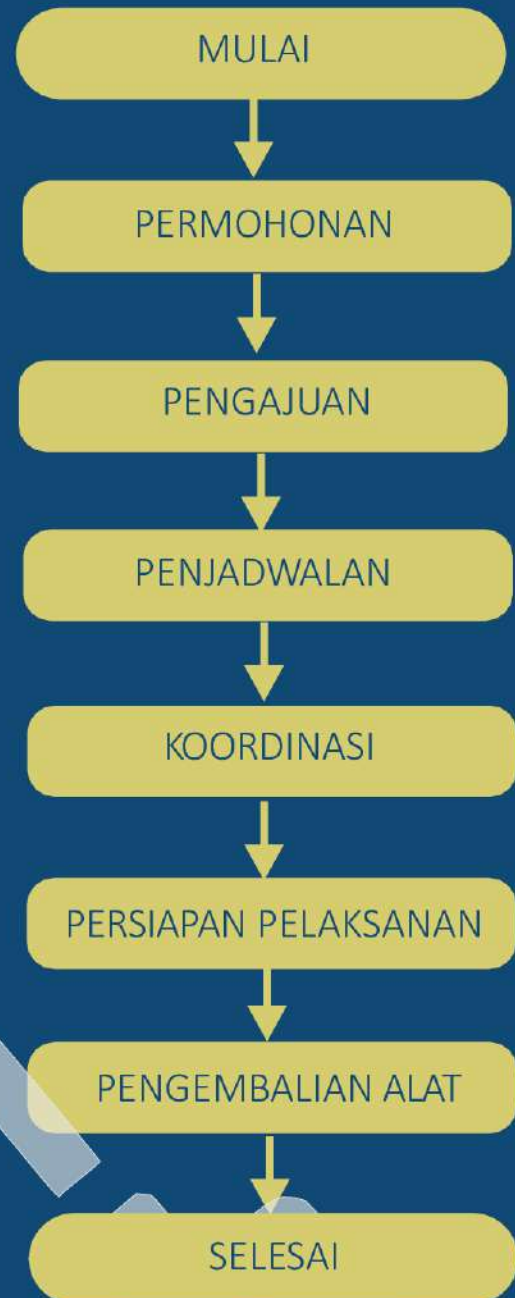 MULAI
PERMOHONAN
PENGAJUAN
PENJADWALAN
KOORDINASI
PERSIAPAN PELAKSANAN
PENGEMBALIAN ALAT
SELESAI